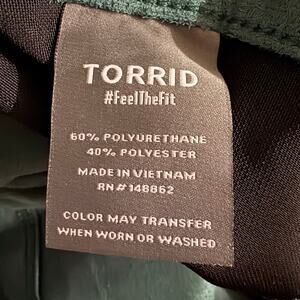 TORRID
#FeelTheFit
60% POLYURETHANE
40% POLYESTER
MADE IN VIETNAM
RN# 148862
COLOR MAY TRANSFER
WHEN WORN OR WASHED